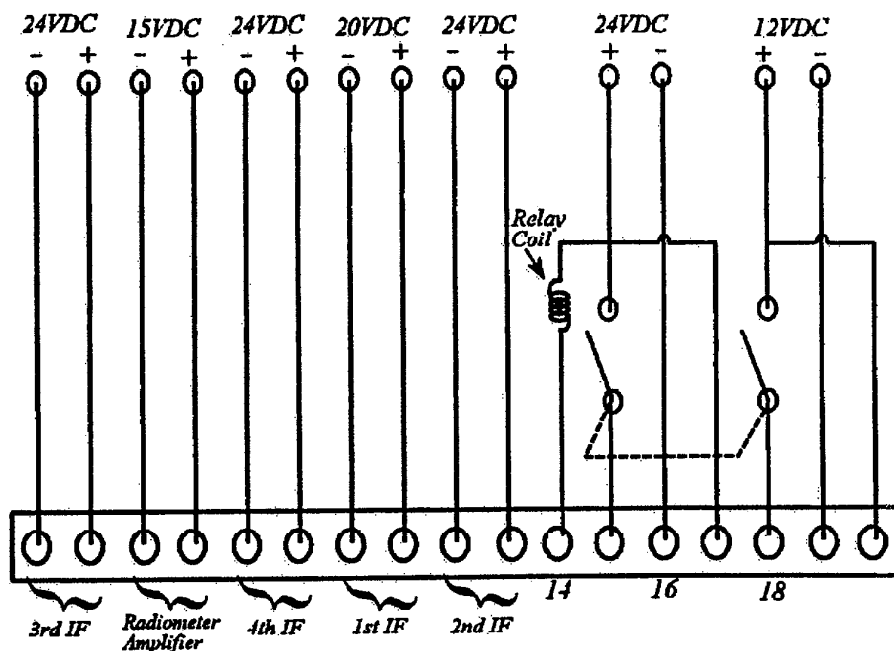 24VDC 15VDC 24VDC 20VDC 24VDC 24VDC 12VDC
- + - + - + - + - + + - + -
Relay
Coil
14 16 18
3rd IF Radiometer 4th IF 1st IF 2nd IF
Amplifier